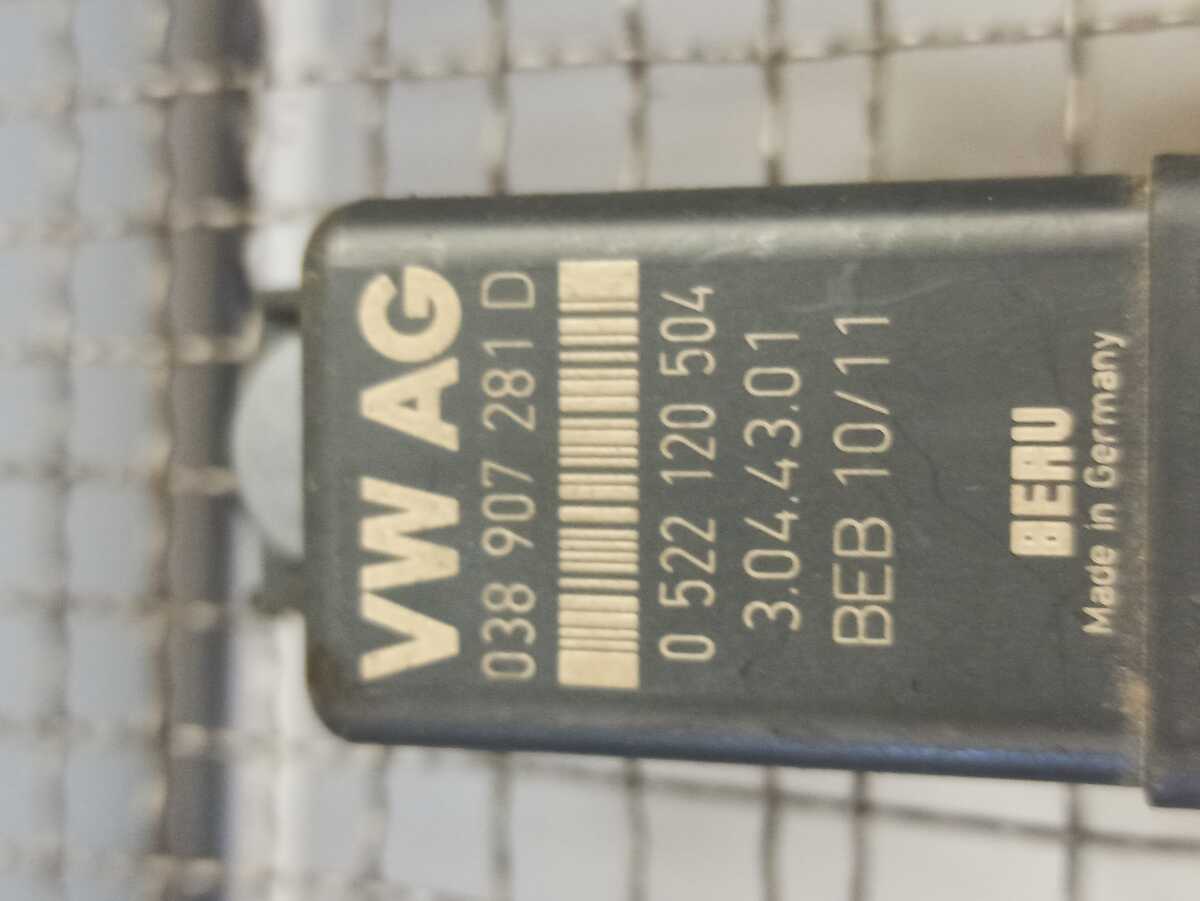 VW AG
038 907 281 D
0 522 120 504
3.04.43.01
BEB 10/11
BERU
Made in Germany